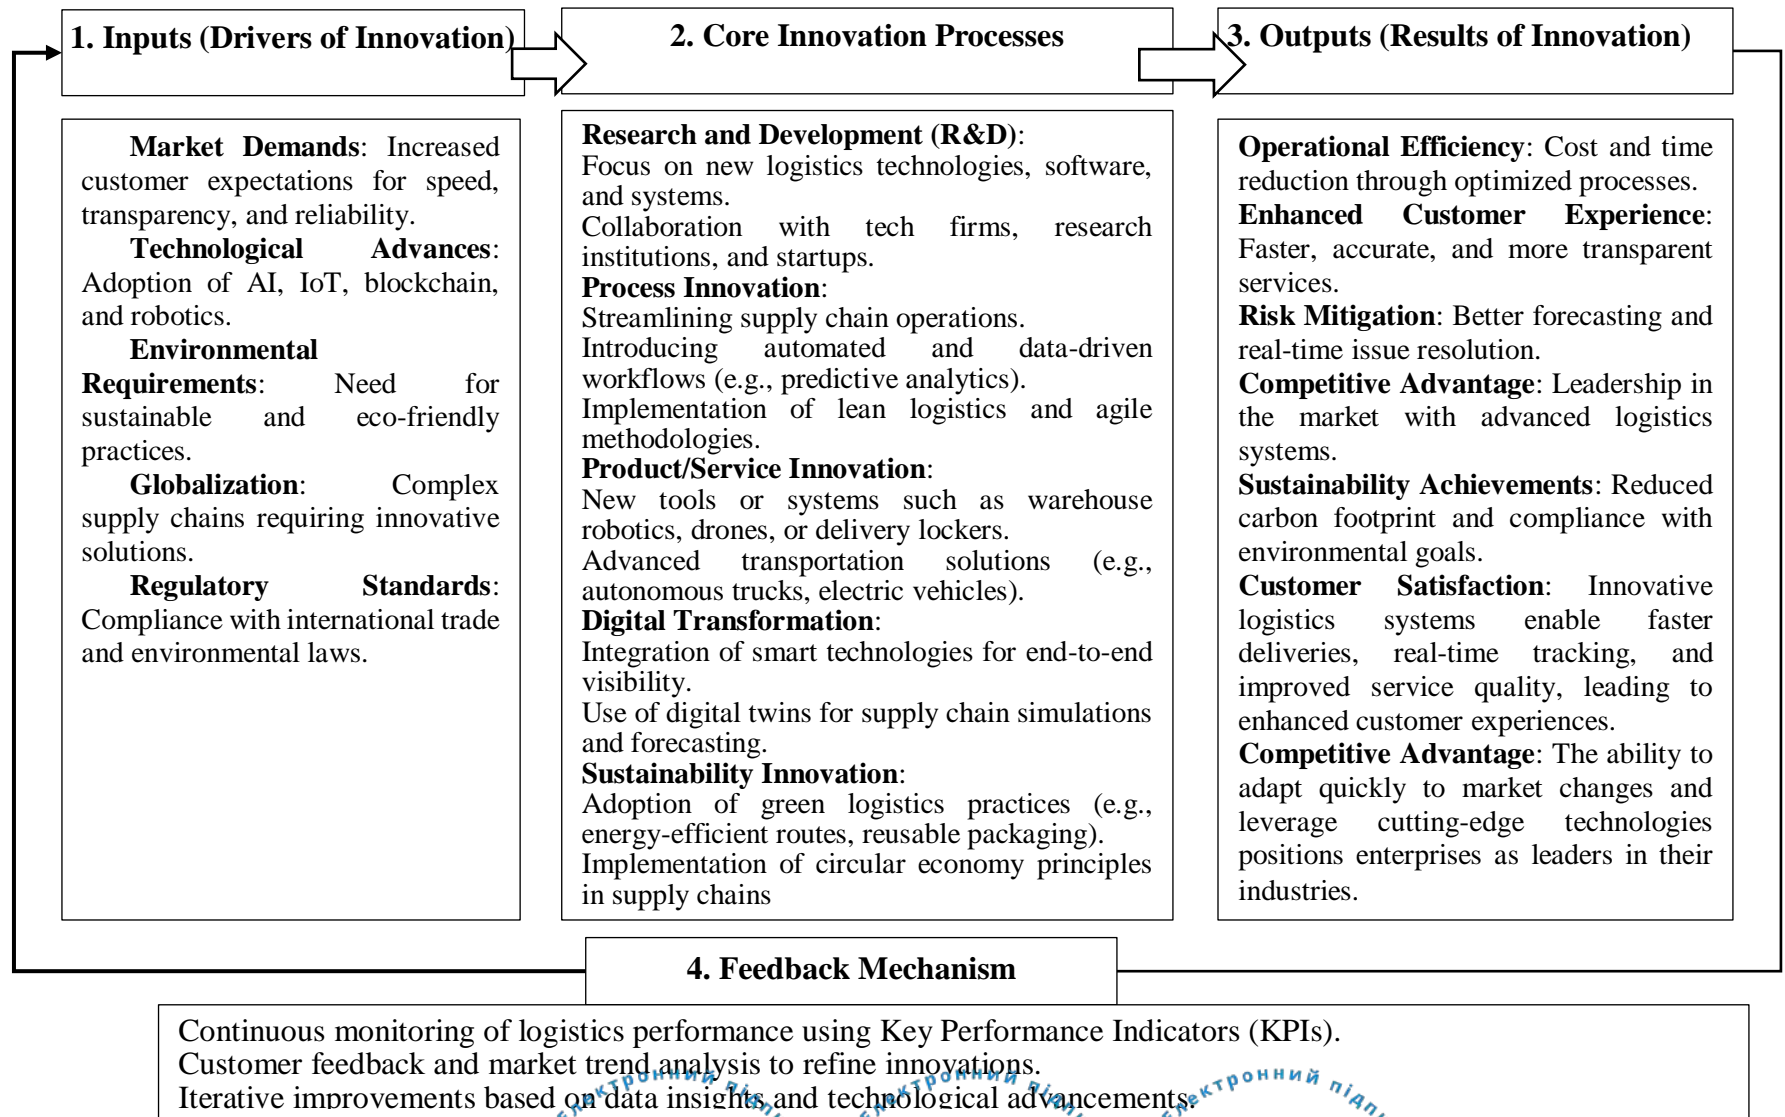 1. Inputs (Drivers of Innovation)
2. Core Innovation Processes
3. Outputs (Results of Innovation)
Market Demands: Increased
customer expectations for speed,
transparency, and reliability.
Technological Advances:
Adoption of AI, IoT, blockchain,
and robotics.
Environmental
Requirements: Need for
sustainable and eco-friendly
practices.
Globalization: Complex
supply chains requiring innovative
solutions.
Regulatory Standards:
Compliance with international trade
and environmental laws.
Research and Development (R&D):
Focus on new logistics technologies, software,
and systems.
Collaboration with tech firms, research
institutions, and startups.
Process Innovation:
Streamlining supply chain operations.
Introducing automated and data-driven
workflows (e.g., predictive analytics).
Implementation of lean logistics and agile
methodologies.
Product/Service Innovation:
New tools or systems such as warehouse
robotics, drones, or delivery lockers.
Advanced transportation solutions (e.g.,
autonomous trucks, electric vehicles).
Digital Transformation:
Integration of smart technologies for end-to-end
visibility.
Use of digital twins for supply chain simulations
and forecasting.
Sustainability Innovation:
Adoption of green logistics practices (e.g.,
energy-efficient routes, reusable packaging).
Implementation of circular economy principles
in supply chains
Operational Efficiency: Cost and time
reduction through optimized processes.
Enhanced Customer Experience:
Faster, accurate, and more transparent
services.
Risk Mitigation: Better forecasting and
real-time issue resolution.
Competitive Advantage: Leadership in
the market with advanced logistics
systems.
Sustainability Achievements: Reduced
carbon footprint and compliance with
environmental goals.
Customer Satisfaction: Innovative
logistics systems enable faster
deliveries, real-time tracking, and
improved service quality, leading to
enhanced customer experiences.
Competitive Advantage: The ability to
adapt quickly to market changes and
leverage cutting-edge technologies
positions enterprises as leaders in their
industries.
4. Feedback Mechanism
Continuous monitoring of logistics performance using Key Performance Indicators (KPIs).
Customer feedback and market trend analysis to refine innovations.
Iterative improvements based on data insights and technological advancements.